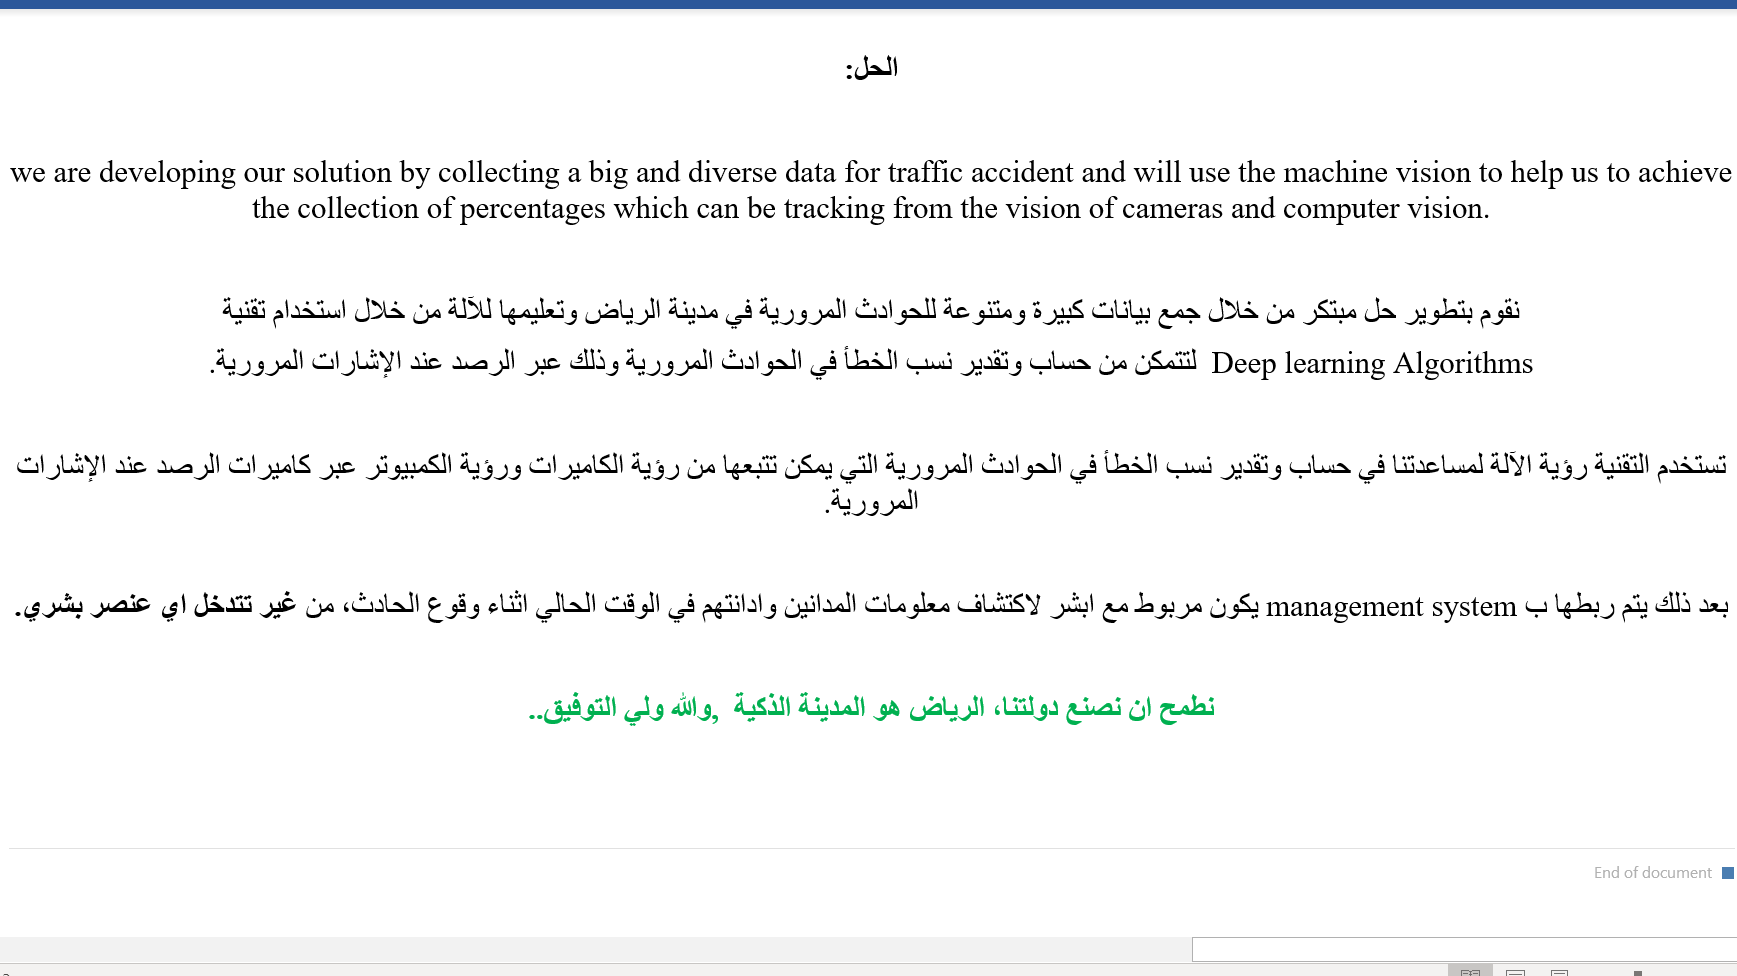 الحل:
we are developing our solution by collecting a big and diverse data for traffic accident and will use the machine vision to help us to achieve
the collection of percentages which can be tracking from the vision of cameras and computer vision.
نقوم بتطوير حل مبتكر من خلال جمع بيانات كبيرة ومتنوعة للحوادث المرورية في مدينة الرياض وتعليمها للآلة من خلال استخدام تقنية
Deep learning Algorithms لتتمكن من حساب وتقدير نسب الخطأ في الحوادث المرورية وذلك عبر الرصد عند الإشارات المرورية.
تستخدم التقنية رؤية الآلة لمساعدتنا في حساب وتقدير نسب الخطأ في الحوادث المرورية التي يمكن تتبعها من رؤية الكاميرات ورؤية الكمبيوتر عبر كاميرات الرصد عند الإشارات
المرورية.
بعد ذلك يتم ربطها ب management system يكون مربوط مع ابشر لاكتشاف معلومات المدانين وادانتهم في الوقت الحالي اثناء وقوع الحادث، من غير تتدخل اي عنصر بشري.
نطمح ان نصنع دولتنا، الرياض هو المدينة الذكية ,والله ولي التوفيق..
End of document